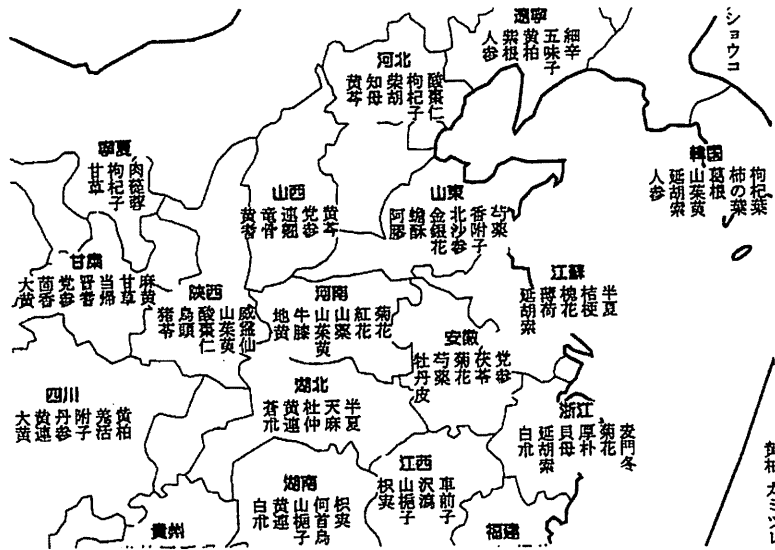 ショウコ
遼寧
細辛
五味子
黄柏
紫根
人参
河北
酸棗仁
枸杞子
柴胡
知母
黄芩
寧夏
肉蓯蓉
枸杞子
甘草
山西
黄芩
党参
連翹
竜骨
黄耆
山東
芍薬
香附子
北沙参
金銀花
蟾酥
阿膠
韓国
枇杷葉
柿の葉
葛根
山茱萸
延胡索
人参
甘粛
麻黄
甘草
当帰
晋耆
党参
茴香
大黄
陝西
威霊仙
山茱萸
酸棗仁
烏頭
猪苓
河南
菊花
紅花
山薬
山茱萸
牛膝
地黄
江蘇
半夏
桔梗
槐花
薄荷
延胡索
安徽
党参
茯苓
菊花
芍薬
牡丹皮
四川
黄柏
羌活
附子
丹参
黄連
大黄
湖北
半夏
天麻
杜仲
黄連
蒼朮
浙江
麦門冬
菊花
厚朴
貝母
延胡索
白朮
湖南
枳実
何首烏
山梔子
黄連
白朮
江西
車前子
沢瀉
山梔子
枳実
貴州
福建